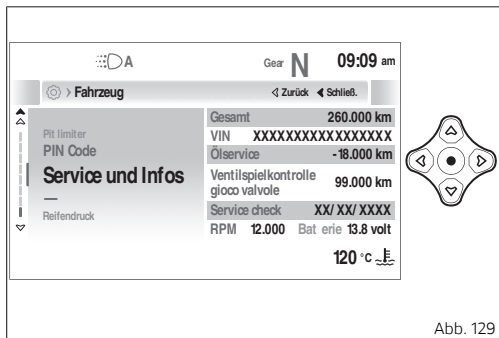 A Gear N 09:09 am
Fahrzeug Zurück Schließ.
Pit limiter
PIN Code
Service und Infos
—
Reifendruck
Gesamt 260.000 km
VIN XXXXXXXXXXXXXXXXX
Ölservice -18.000 km
Ventilspielkontrolle
gioco valvole 99.000 km
Service check XX/XX/XXXX
RPM 12.000 Bat erie 13.8 volt
120 °C
Abb. 129